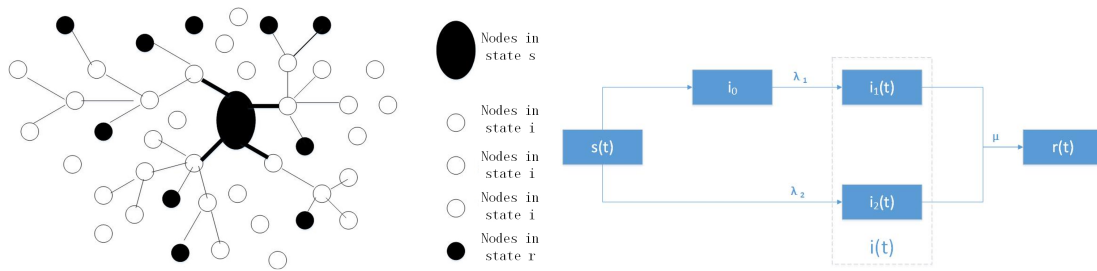 Nodes in
state s
Nodes in
state i
Nodes in
state i
Nodes in
state i
Nodes in
state r
i₀
λ₁
i₁(t)
s(t)
μ
r(t)
λ₂
i₂(t)
i(t)